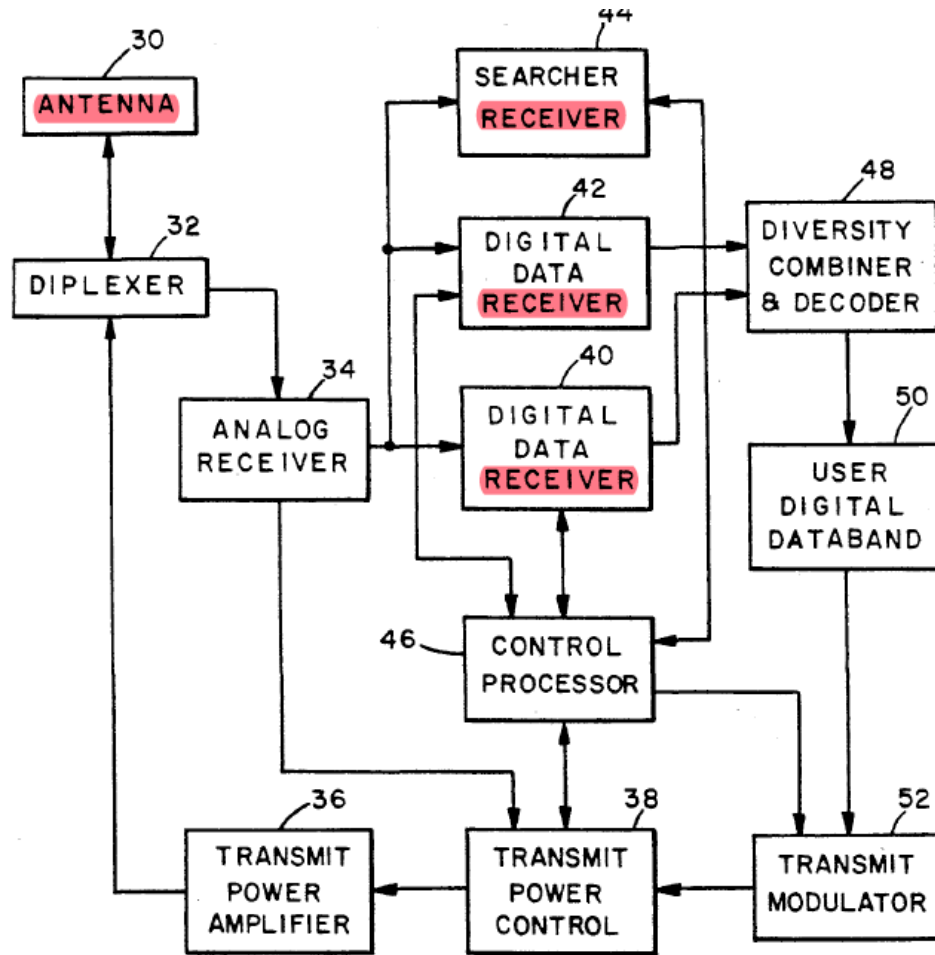 44
30
SEARCHER
RECEIVER
ANTENNA
42
48
32
DIGITAL
DATA
RECEIVER
DIVERSITY
COMBINER
& DECODER
DIPLEXER
34
40
50
ANALOG
RECEIVER
DIGITAL
DATA
RECEIVER
USER
DIGITAL
DATABAND
46
CONTROL
PROCESSOR
36
38
52
TRANSMIT
POWER
AMPLIFIER
TRANSMIT
POWER
CONTROL
TRANSMIT
MODULATOR